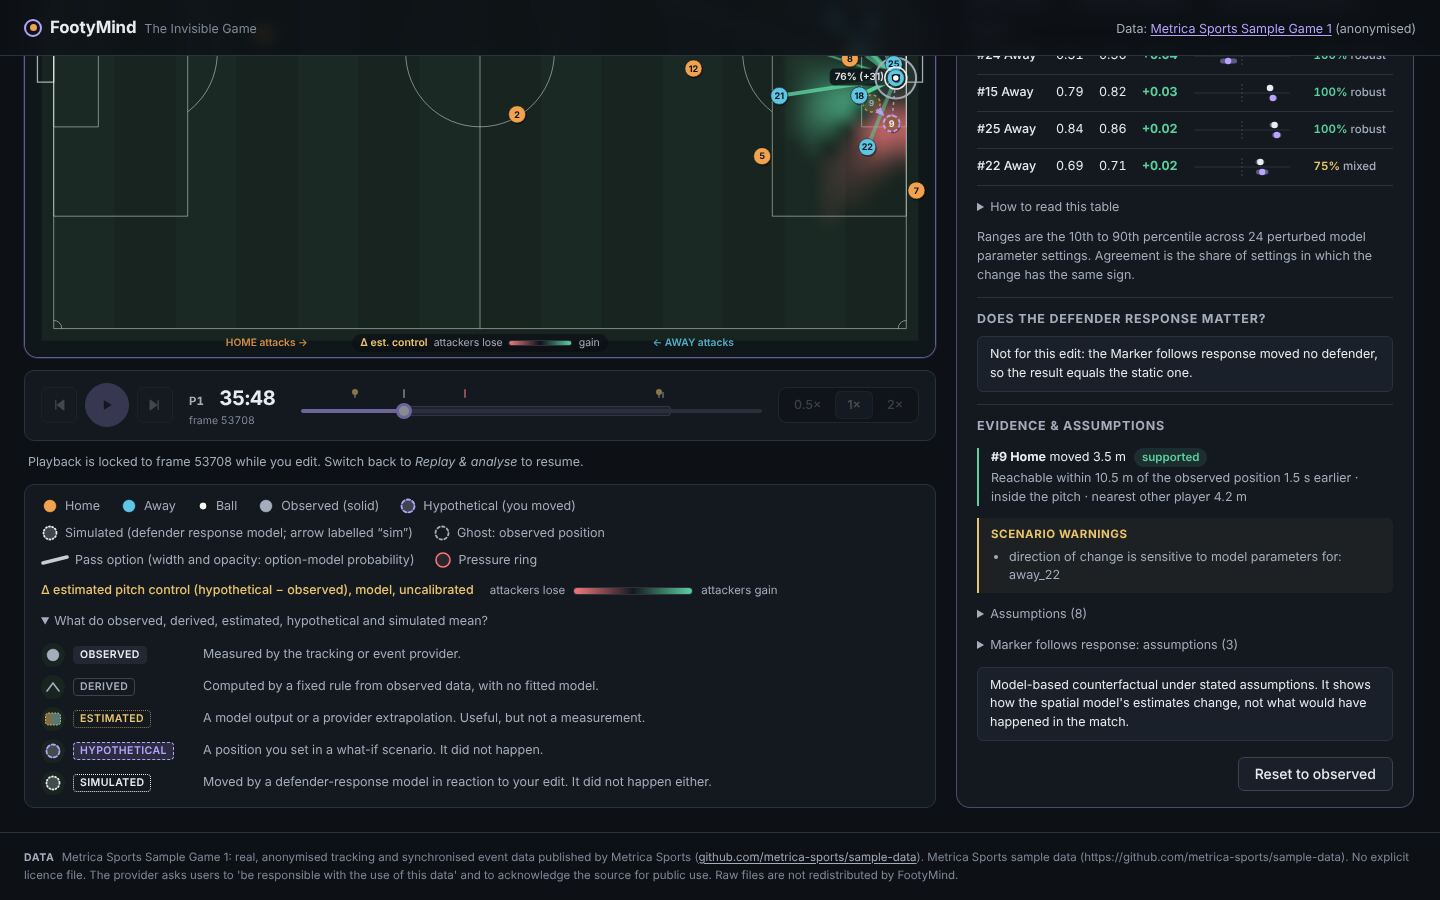 FootyMind The Invisible Game
Data: Metrica Sports Sample Game 1 (anonymised)
12
8
25
76% (+31)
21
18
9
9
2
22
5
7
HOME attacks →
Δ est. control attackers lose gain
← AWAY attacks
P1 35:48
frame 53708
0.5× 1× 2×
Playback is locked to frame 53708 while you edit. Switch back to Replay & analyse to resume.
Home Away Ball Observed (solid) Hypothetical (you moved)
Simulated (defender response model; arrow labelled “sim”) Ghost: observed position
Pass option (width and opacity: option-model probability) Pressure ring
Δ estimated pitch control (hypothetical − observed), model, uncalibrated attackers lose attackers gain
▼ What do observed, derived, estimated, hypothetical and simulated mean?
OBSERVED Measured by the tracking or event provider.
DERIVED Computed by a fixed rule from observed data, with no fitted model.
ESTIMATED A model output or a provider extrapolation. Useful, but not a measurement.
HYPOTHETICAL A position you set in a what-if scenario. It did not happen.
SIMULATED Moved by a defender-response model in reaction to your edit. It did not happen either.
#15 Away 0.79 0.82 +0.03 100% robust
#25 Away 0.84 0.86 +0.02 100% robust
#22 Away 0.69 0.71 +0.02 75% mixed
▶ How to read this table
Ranges are the 10th to 90th percentile across 24 perturbed model
parameter settings. Agreement is the share of settings in which the
change has the same sign.
DOES THE DEFENDER RESPONSE MATTER?
Not for this edit: the Marker follows response moved no defender,
so the result equals the static one.
EVIDENCE & ASSUMPTIONS
#9 Home moved 3.5 m supported
Reachable within 10.5 m of the observed position 1.5 s earlier ·
inside the pitch · nearest other player 4.2 m
SCENARIO WARNINGS
• direction of change is sensitive to model parameters for:
away_22
▶ Assumptions (8)
▶ Marker follows response: assumptions (3)
Model-based counterfactual under stated assumptions. It shows
how the spatial model's estimates change, not what would have
happened in the match.
Reset to observed
DATA Metrica Sports Sample Game 1: real, anonymised tracking and synchronised event data published by Metrica Sports (github.com/metrica-sports/sample-data). Metrica Sports sample data (https://github.com/metrica-sports/sample-data). No explicit
licence file. The provider asks users to 'be responsible with the use of this data' and to acknowledge the source for public use. Raw files are not redistributed by FootyMind.